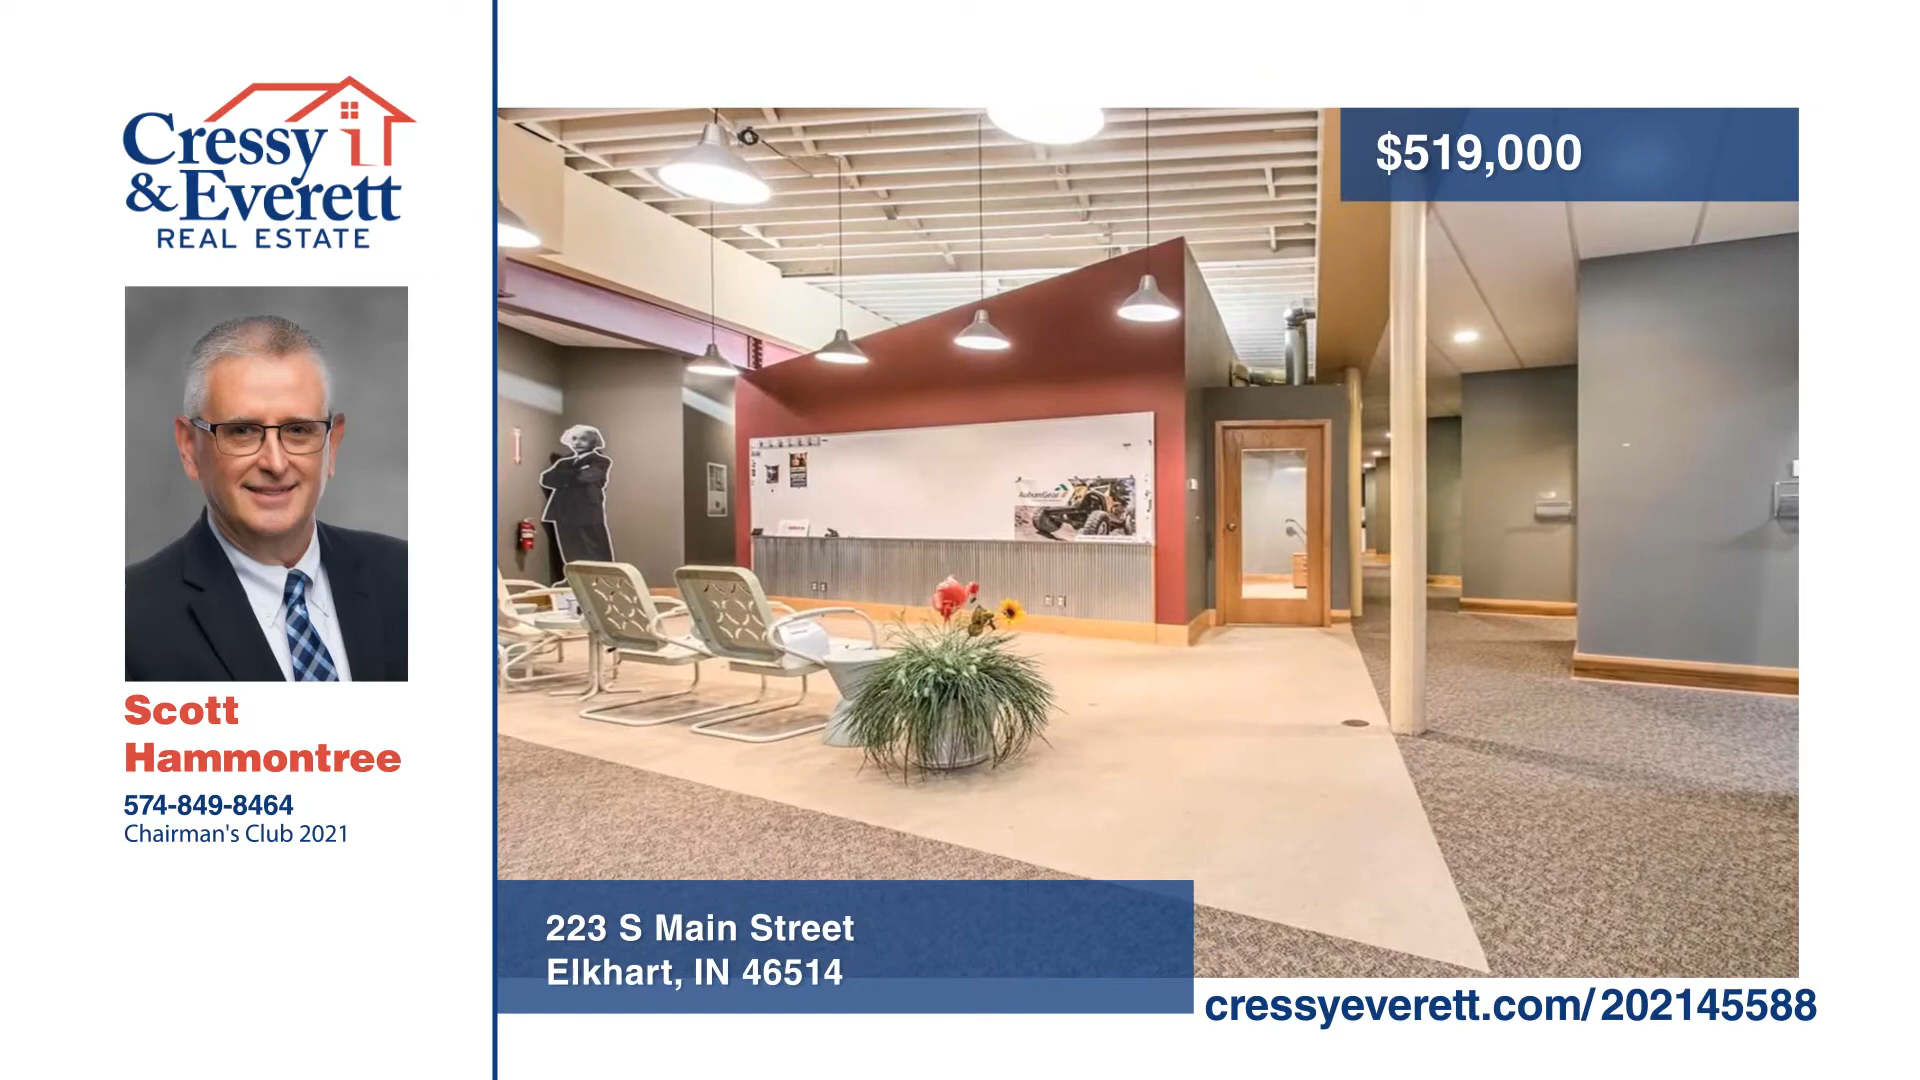 Cressy
& Everett
REAL ESTATE
Scott
Hammontree
574-849-8464
Chairman's Club 2021
$519,000
AuburnGear
223 S Main Street
Elkhart, IN 46514
cressyeverett.com/202145588